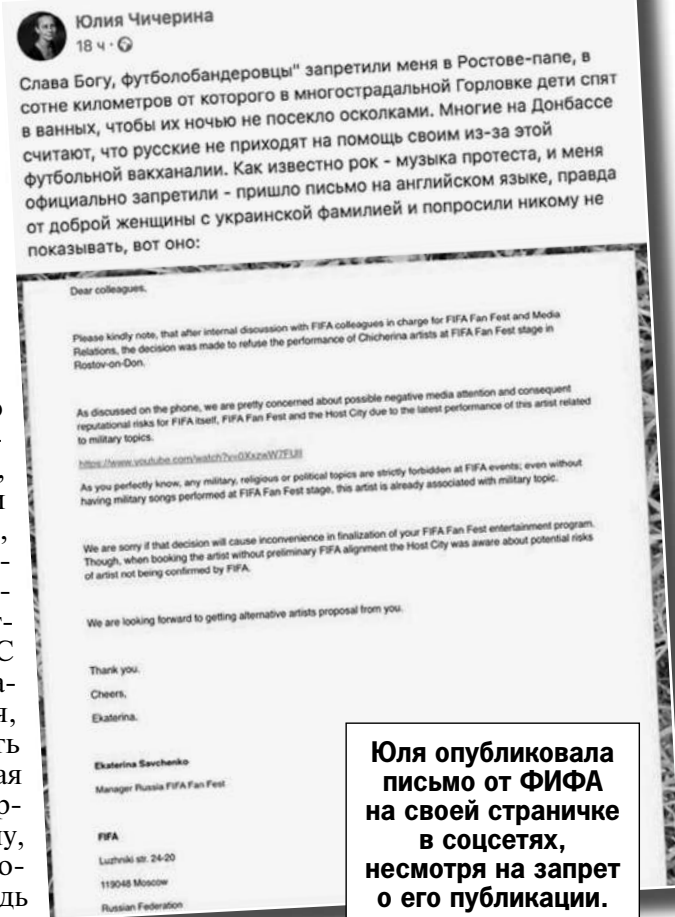 Юлия Чичерина
18 ч ·
Слава Богу, футболобандеровцы" запретили меня в Ростове-папе, в
сотне километров от которого в многострадальной Горловке дети спят
в ванных, чтобы их ночью не посекло осколками. Многие на Донбассе
считают, что русские не приходят на помощь своим из-за этой
футбольной вакханалии. Как известно рок - музыка протеста, и меня
официально запретили - пришло письмо на английском языке, правда
от доброй женщины с украинской фамилией и попросили никому не
показывать, вот оно:
Dear colleagues,
Please kindly note, that after internal discussion with FIFA colleagues in charge for FIFA Fan Fest and Media
Relations, the decision was made to refuse the performance of Chicherina artists at FIFA Fan Fest stage in
Rostov-on-Don.
As discussed on the phone, we are pretty concerned about possible negative media attention and consequent
reputational risks for FIFA itself, FIFA Fan Fest and the Host City due to the latest performance of this artist related
to military topics.
As you perfectly know, any military, religious or political topics are strictly forbidden at FIFA events; even without
having military songs performed at FIFA Fan Fest stage, this artist is already associated with military topic.
We are sorry if that decision will cause inconvenience in finalization of your FIFA Fan Fest entertainment program.
Though, when booking the artist without preliminary FIFA alignment the Host City was aware about potential risks
of artist not being confirmed by FIFA.
We are looking forward to getting alternative artists proposal from you.
Thank you.
Cheers,
Ekaterina.
Ekaterina Savchenko
Manager Russia FIFA Fan Fest
FIFA
Luzhniki str. 24-20
119048 Moscow
Russian Federation
Юля опубликовала
письмо от ФИФА
на своей страничке
в соцсетях,
несмотря на запрет
о его публикации.